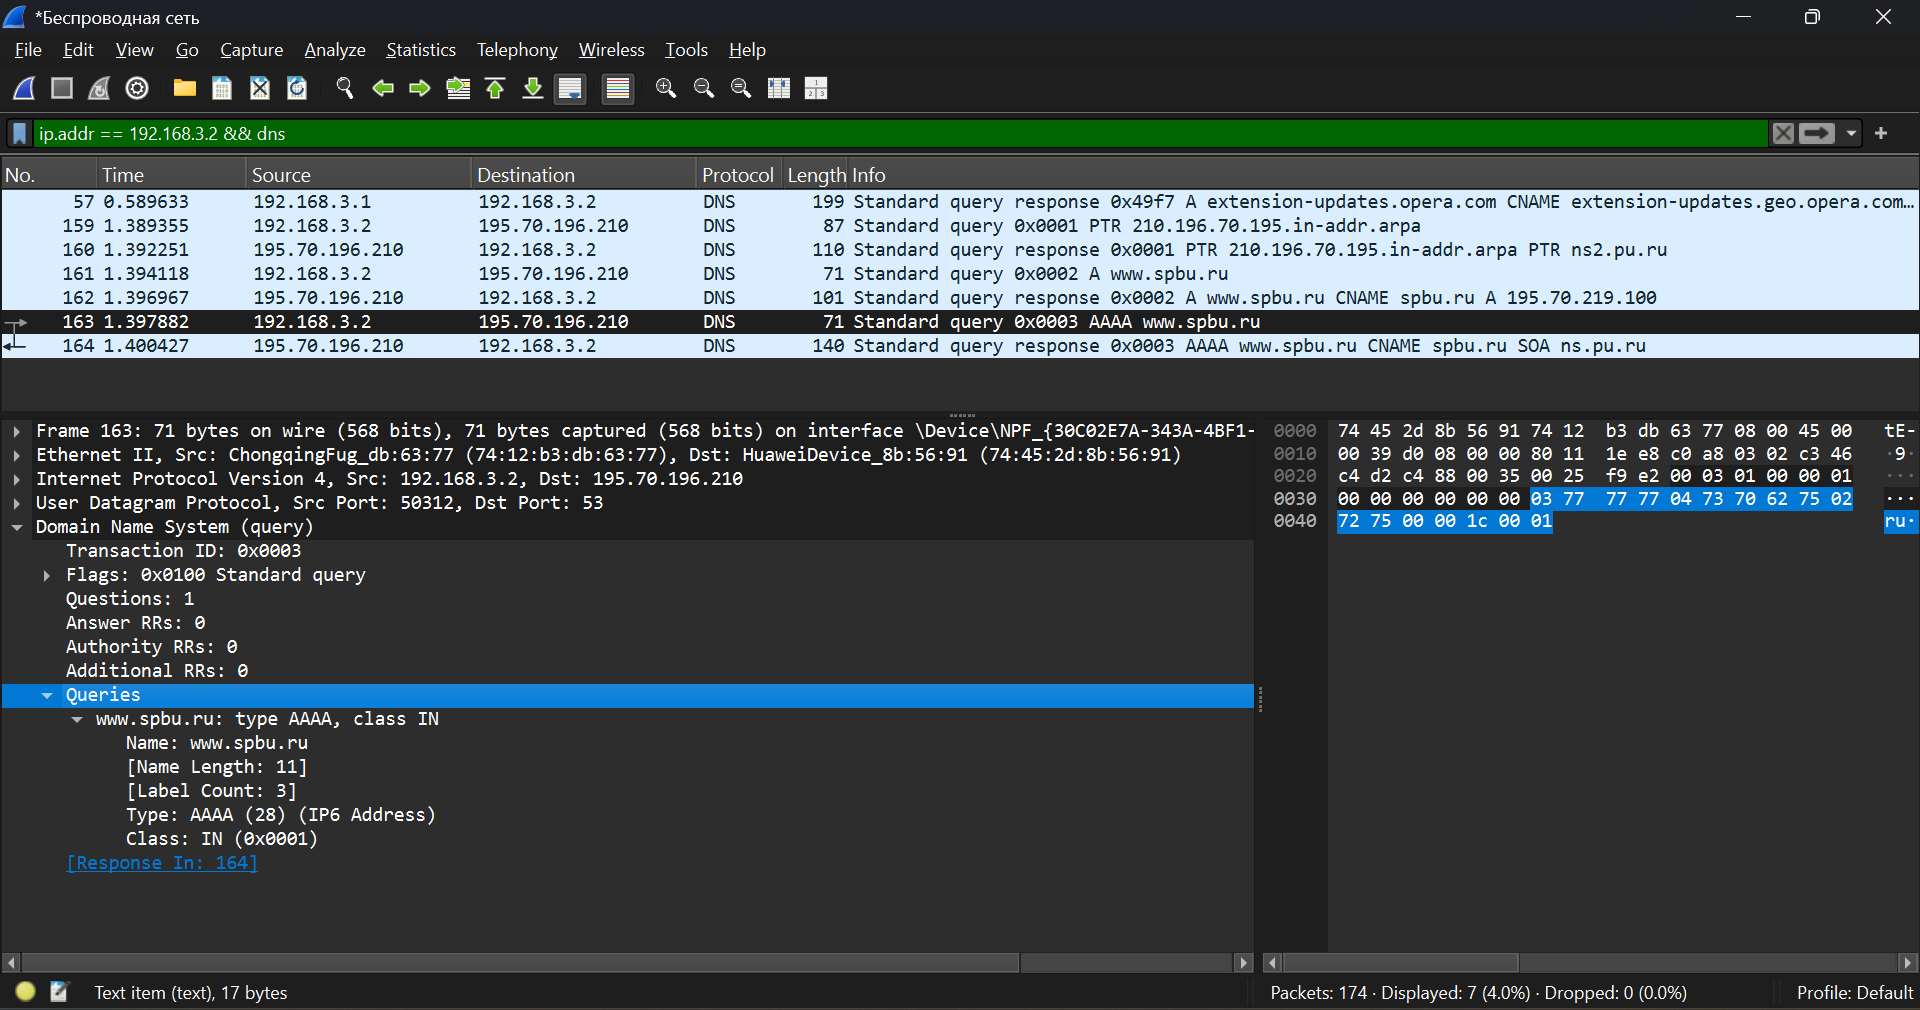 *Беспроводная сеть
File Edit View Go Capture Analyze Statistics Telephony Wireless Tools Help
ip.addr == 192.168.3.2 && dns
No. Time Source Destination Protocol Length Info
57 0.589633 192.168.3.1 192.168.3.2 DNS 199 Standard query response 0x49f7 A extension-updates.opera.com CNAME extension-updates.geo.opera.com…
159 1.389355 192.168.3.2 195.70.196.210 DNS 87 Standard query 0x0001 PTR 210.196.70.195.in-addr.arpa
160 1.392251 195.70.196.210 192.168.3.2 DNS 110 Standard query response 0x0001 PTR 210.196.70.195.in-addr.arpa PTR ns2.pu.ru
161 1.394118 192.168.3.2 195.70.196.210 DNS 71 Standard query 0x0002 A www.spbu.ru
162 1.396967 195.70.196.210 192.168.3.2 DNS 101 Standard query response 0x0002 A www.spbu.ru CNAME spbu.ru A 195.70.219.100
163 1.397882 192.168.3.2 195.70.196.210 DNS 71 Standard query 0x0003 AAAA www.spbu.ru
164 1.400427 195.70.196.210 192.168.3.2 DNS 140 Standard query response 0x0003 AAAA www.spbu.ru CNAME spbu.ru SOA ns.pu.ru
Frame 163: 71 bytes on wire (568 bits), 71 bytes captured (568 bits) on interface \Device\NPF_{30C02E7A-343A-4BF1-
Ethernet II, Src: ChongqingFug_db:63:77 (74:12:b3:db:63:77), Dst: HuaweiDevice_8b:56:91 (74:45:2d:8b:56:91)
Internet Protocol Version 4, Src: 192.168.3.2, Dst: 195.70.196.210
User Datagram Protocol, Src Port: 50312, Dst Port: 53
Domain Name System (query)
Transaction ID: 0x0003
Flags: 0x0100 Standard query
Questions: 1
Answer RRs: 0
Authority RRs: 0
Additional RRs: 0
Queries
www.spbu.ru: type AAAA, class IN
Name: www.spbu.ru
[Name Length: 11]
[Label Count: 3]
Type: AAAA (28) (IP6 Address)
Class: IN (0x0001)
[Response In: 164]
0000 74 45 2d 8b 56 91 74 12 b3 db 63 77 08 00 45 00 tE-
0010 00 39 d0 08 00 00 80 11 1e e8 c0 a8 03 02 c3 46 ·9·
0020 c4 d2 c4 88 00 35 00 25 f9 e2 00 03 01 00 00 01 ···
0030 00 00 00 00 00 00 03 77 77 77 04 73 70 62 75 02 ···
0040 72 75 00 00 1c 00 01 ru·
Text item (text), 17 bytes
Packets: 174 · Displayed: 7 (4.0%) · Dropped: 0 (0.0%)
Profile: Default